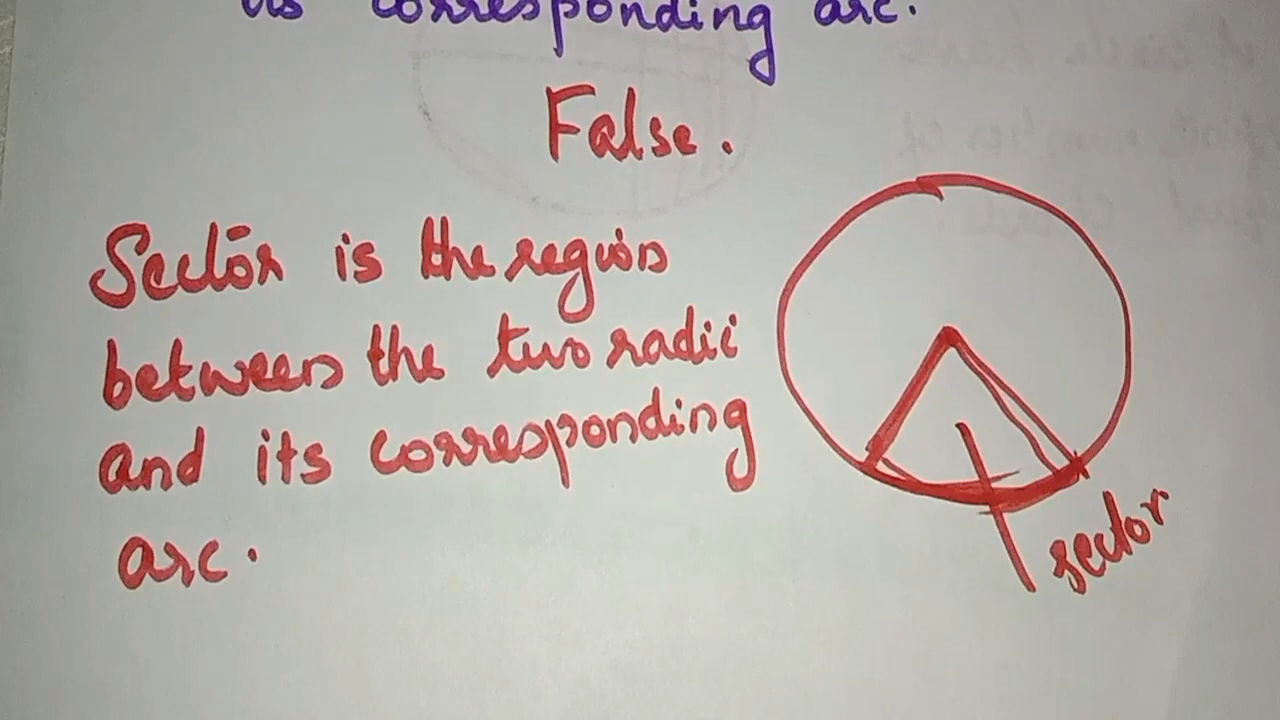 its corresponding arc.
False.
Sector is the region
between the two radii
and its corresponding
arc.
sector